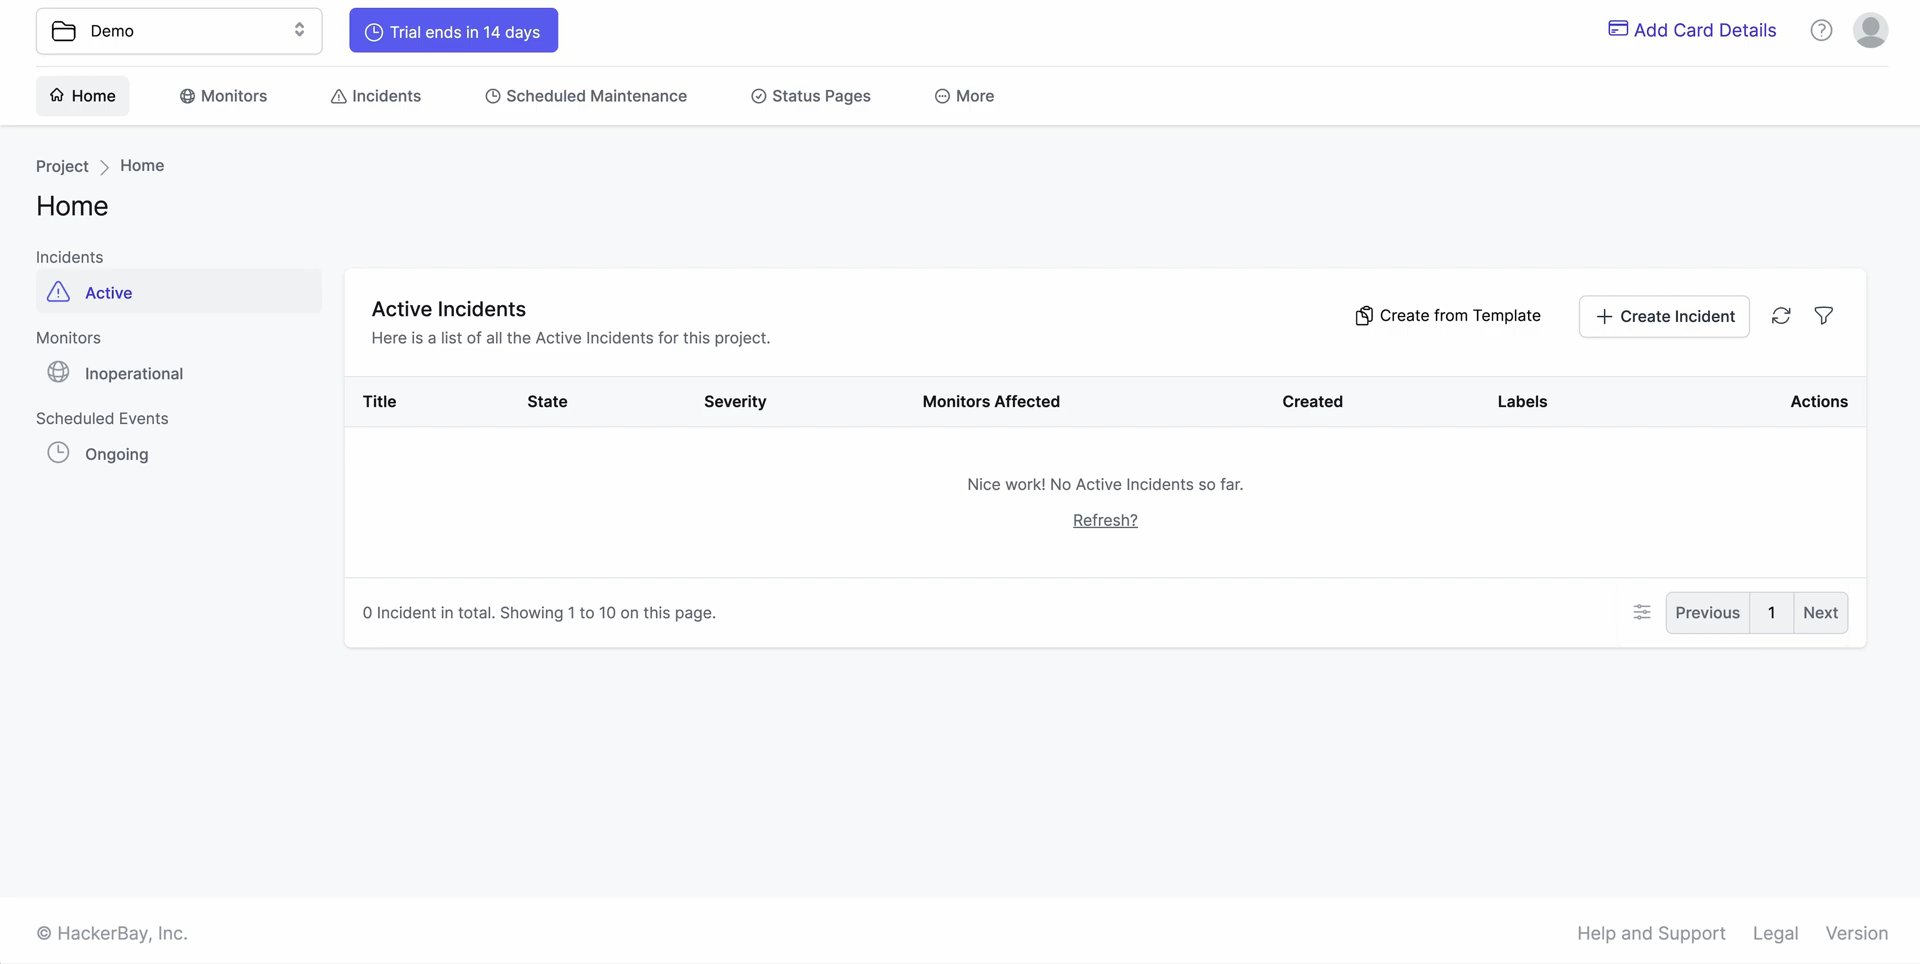 Demo
Trial ends in 14 days
Add Card Details
Home
Monitors
Incidents
Scheduled Maintenance
Status Pages
More
Project
Home
Home
Incidents
Active
Monitors
Inoperational
Scheduled Events
Ongoing
Active Incidents
Here is a list of all the Active Incidents for this project.
Create from Template
Create Incident
Title
State
Severity
Monitors Affected
Created
Labels
Actions
Nice work! No Active Incidents so far.
Refresh?
0 Incident in total. Showing 1 to 10 on this page.
Previous
1
Next
© HackerBay, Inc.
Help and Support
Legal
Version